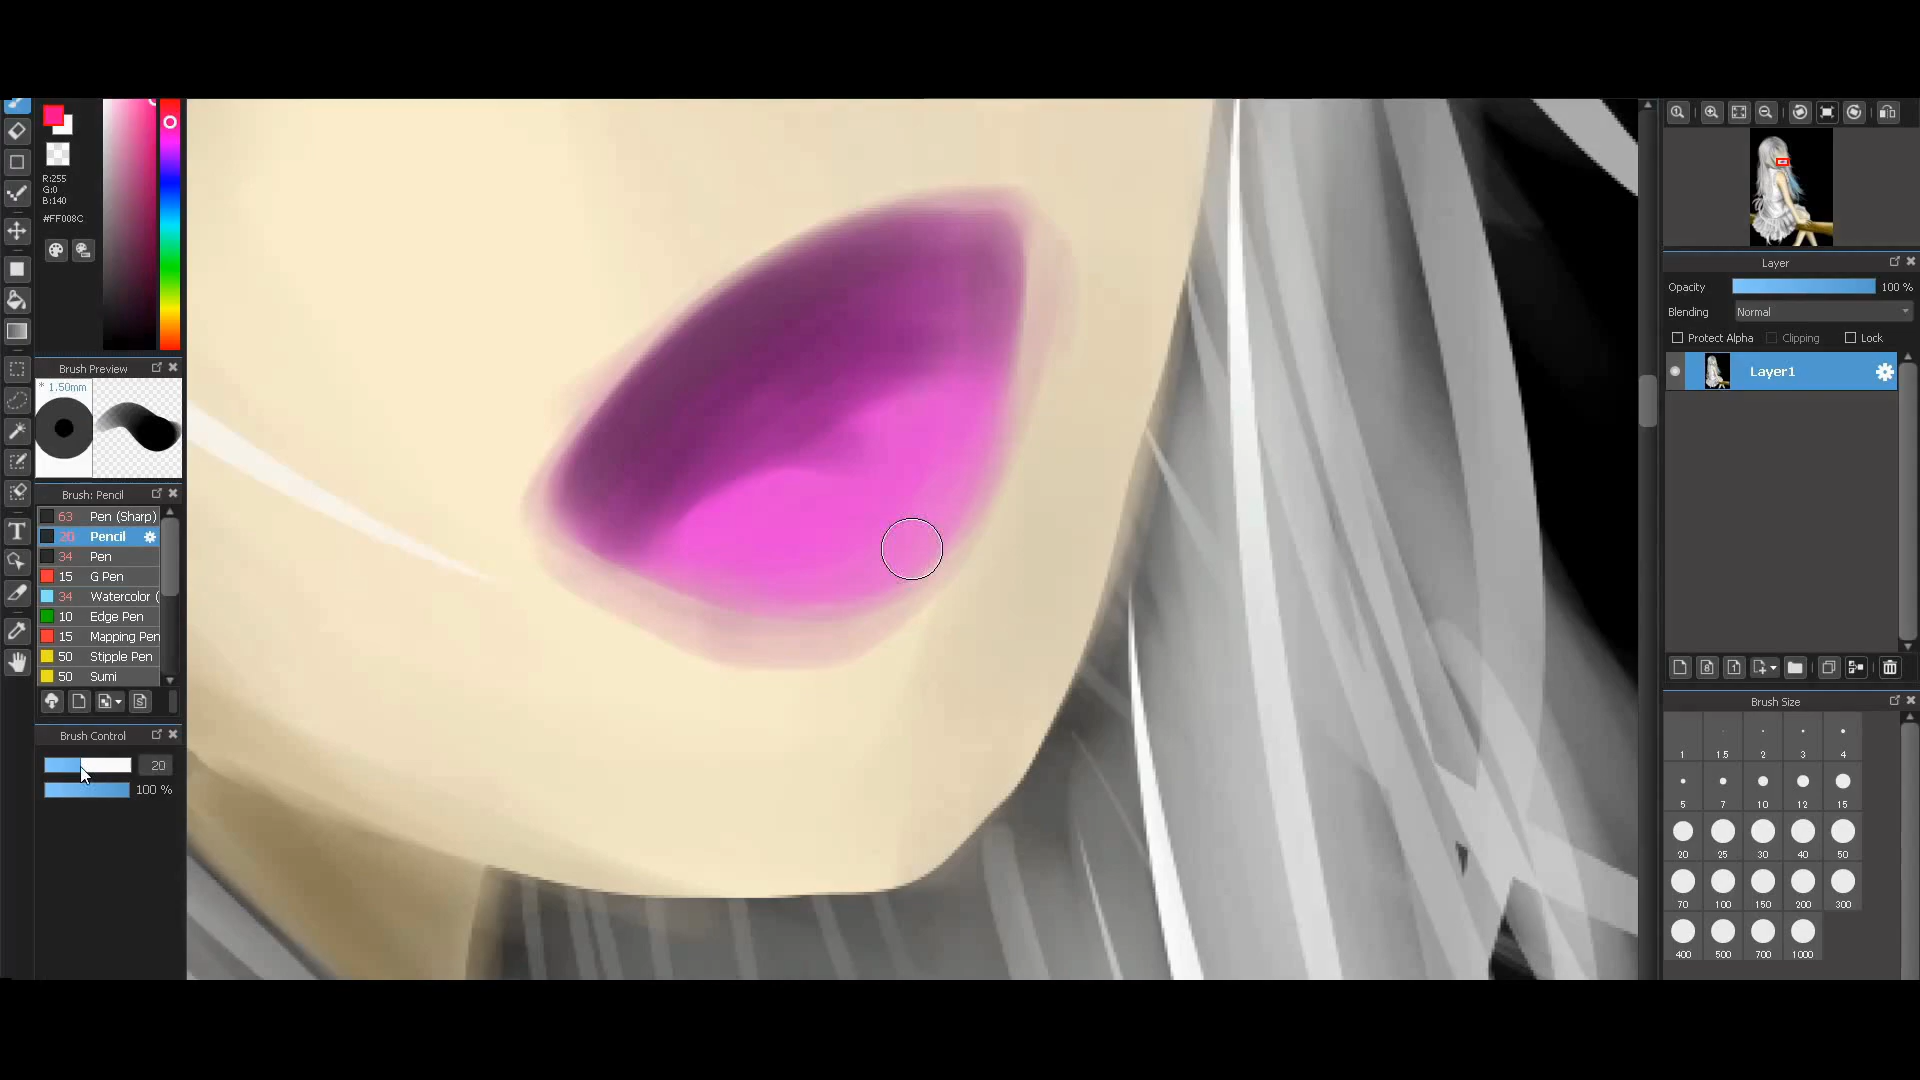 R:255
G:0
B:140
#FF008C
Brush Preview
* 1.50mm
Brush: Pencil
63 Pen (Sharp)
20 Pencil
34 Pen
15 G Pen
34 Watercolor (
10 Edge Pen
15 Mapping Pen
50 Stipple Pen
50 Sumi
Brush Control
20
100 %
Layer
Opacity 100 %
Blending Normal
Protect Alpha Clipping Lock
Layer1
Brush Size
1 1.5 2 3 4
5 7 10 12 15
20 25 30 40 50
70 100 150 200 300
400 500 700 1000